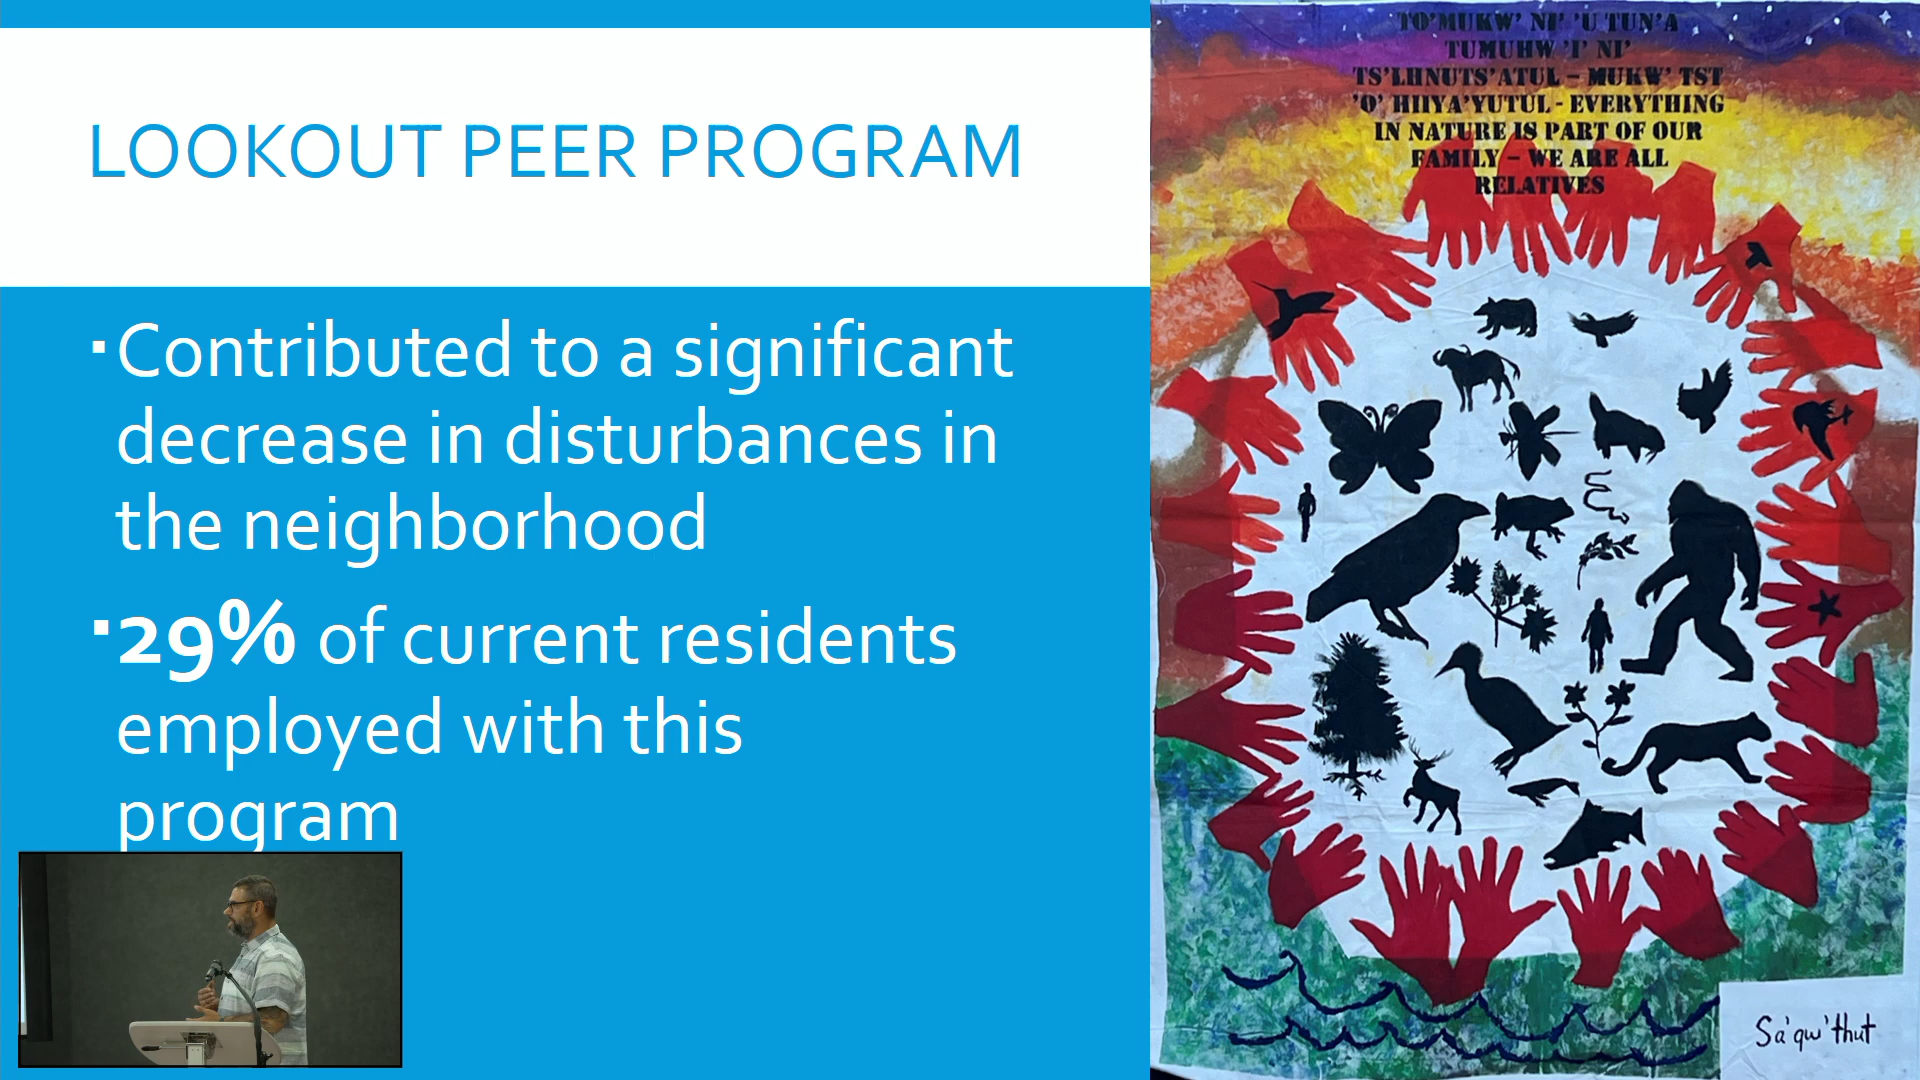 LOOKOUT PEER PROGRAM
Contributed to a significant
decrease in disturbances in
the neighborhood
29% of current residents
employed with this
program
TO'MUKW' NI' 'U TUN'A
TUMUHW 'I' NI'
TS'LHNUTS'ATUL – MUKW' TST
'O' HIIYA'YUTUL - EVERYTHING
IN NATURE IS PART OF OUR
FAMILY – WE ARE ALL
RELATIVES
Sa'qw'thut